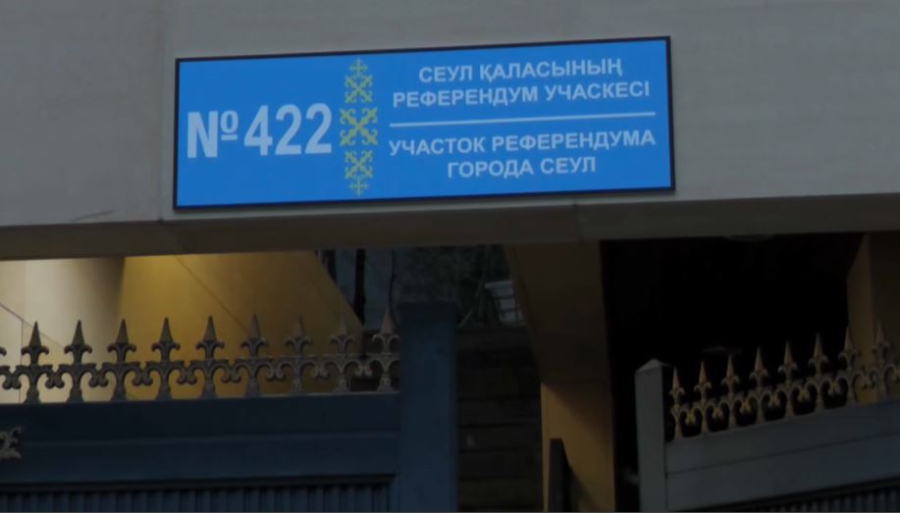 №422
СЕУЛ ҚАЛАСЫНЫҢ
РЕФЕРЕНДУМ УЧАСКЕСІ
УЧАСТОК РЕФЕРЕНДУМА
ГОРОДА СЕУЛ